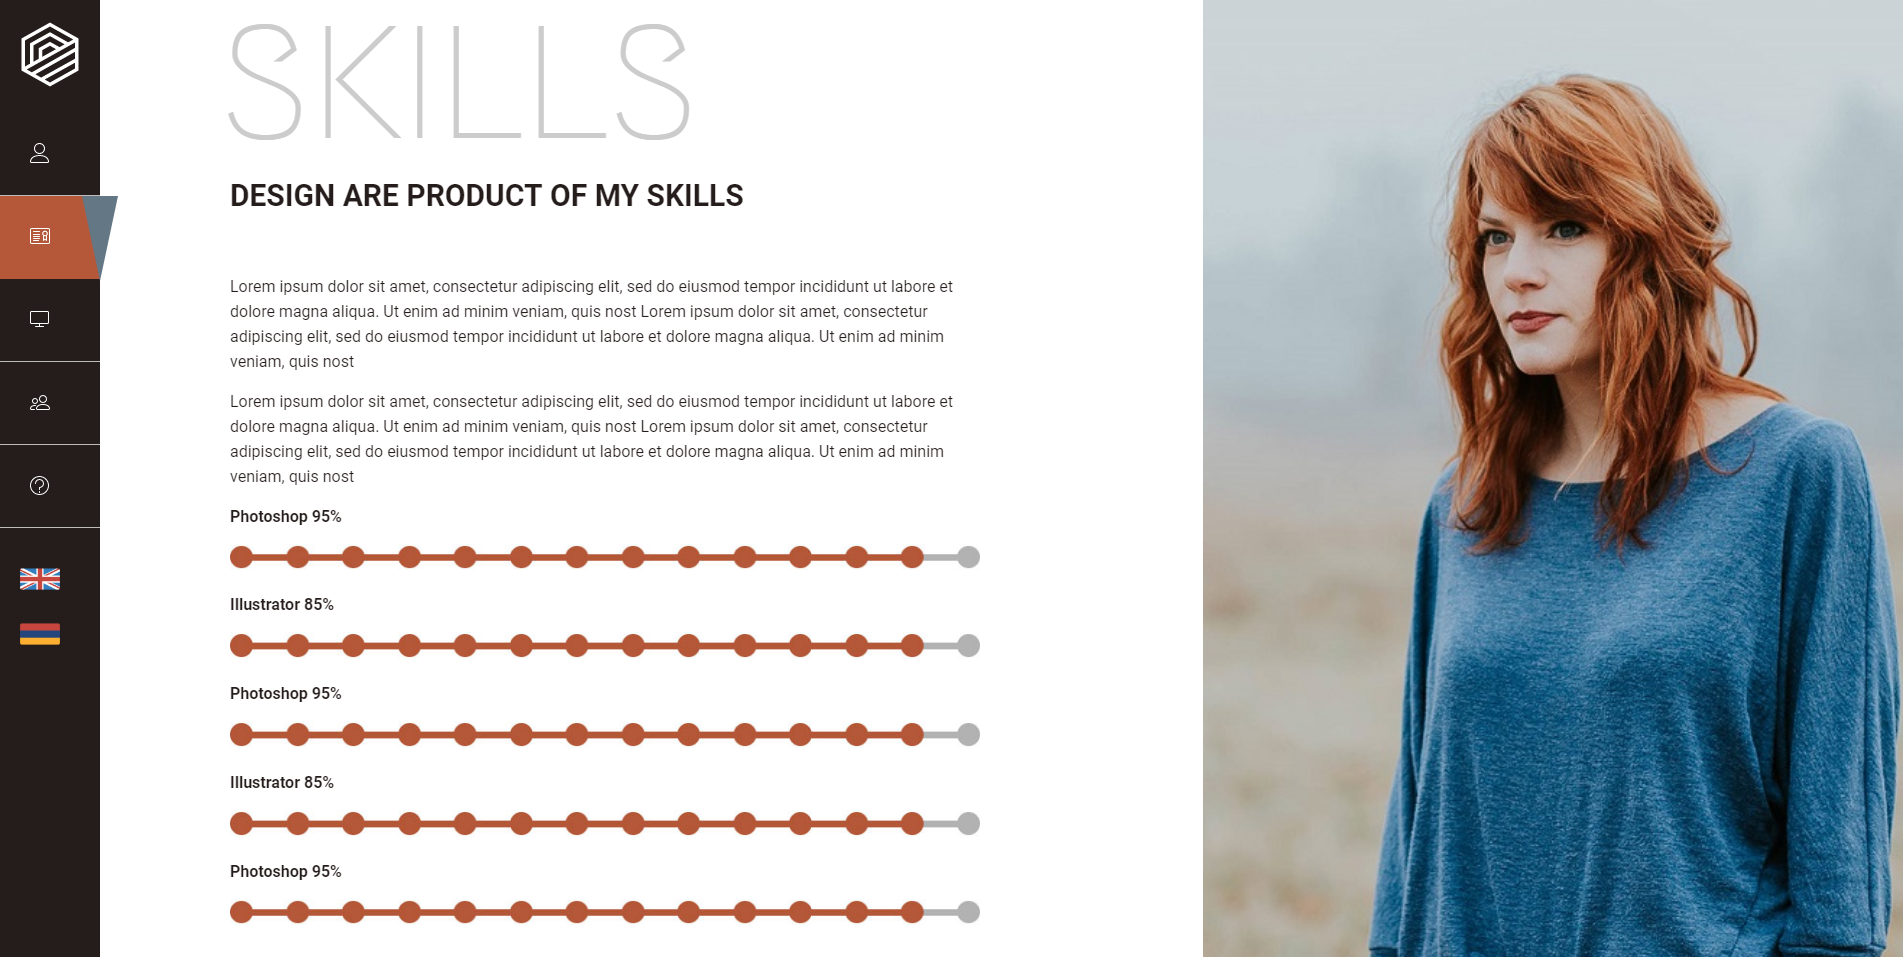 SKILLS
DESIGN ARE PRODUCT OF MY SKILLS
Lorem ipsum dolor sit amet, consectetur adipiscing elit, sed do eiusmod tempor incididunt ut labore et
dolore magna aliqua. Ut enim ad minim veniam, quis nost Lorem ipsum dolor sit amet, consectetur
adipiscing elit, sed do eiusmod tempor incididunt ut labore et dolore magna aliqua. Ut enim ad minim
veniam, quis nost
Lorem ipsum dolor sit amet, consectetur adipiscing elit, sed do eiusmod tempor incididunt ut labore et
dolore magna aliqua. Ut enim ad minim veniam, quis nost Lorem ipsum dolor sit amet, consectetur
adipiscing elit, sed do eiusmod tempor incididunt ut labore et dolore magna aliqua. Ut enim ad minim
veniam, quis nost
Photoshop 95%
Illustrator 85%
Photoshop 95%
Illustrator 85%
Photoshop 95%